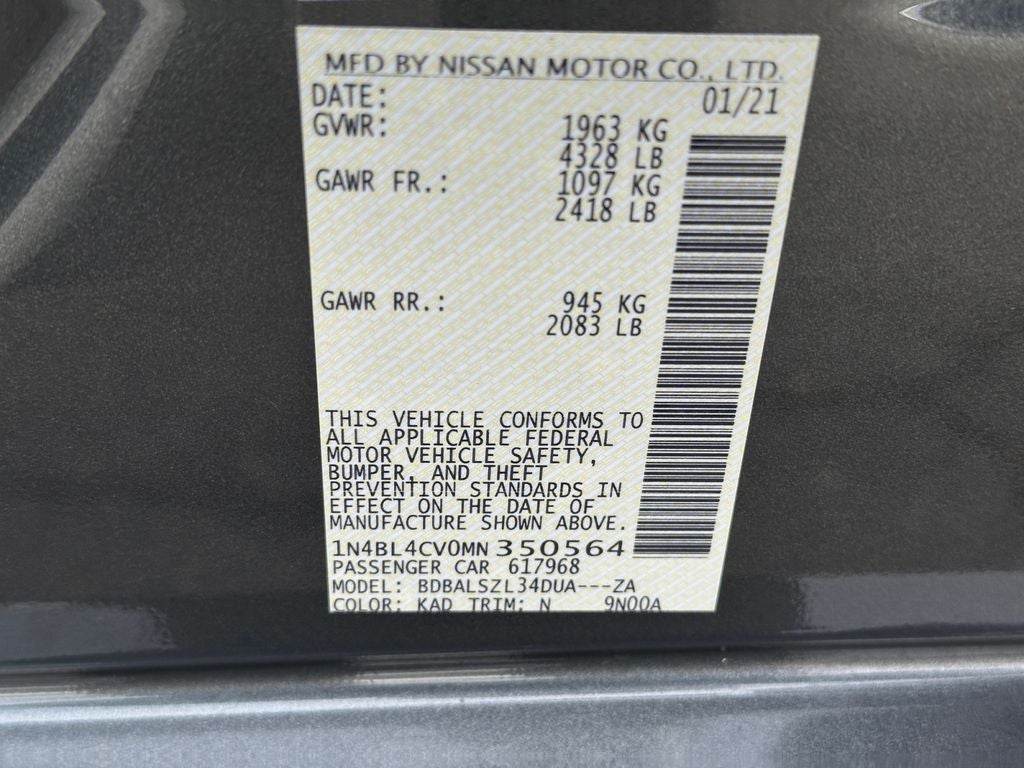 MFD BY NISSAN MOTOR CO., LTD.
DATE: 01/21
GVWR: 1963 KG
4328 LB
GAWR FR.: 1097 KG
2418 LB
GAWR RR.: 945 KG
2083 LB
THIS VEHICLE CONFORMS TO
ALL APPLICABLE FEDERAL
MOTOR VEHICLE SAFETY,
BUMPER, AND THEFT
PREVENTION STANDARDS IN
EFFECT ON THE DATE OF
MANUFACTURE SHOWN ABOVE.
1N4BL4CV0MN 350564
PASSENGER CAR 617968
MODEL: BDBALSZL34DUA---ZA
COLOR: KAD TRIM: N 9N00A